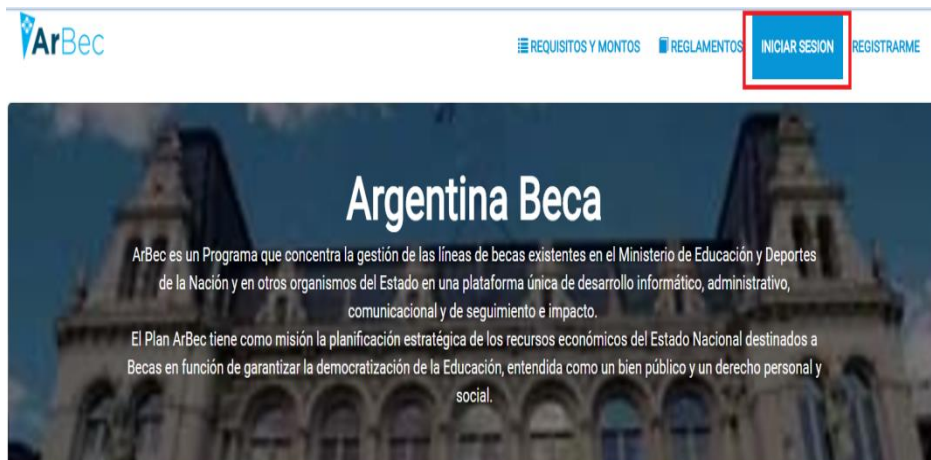 ArBec
REQUISITOS Y MONTOS REGLAMENTOS INICIAR SESION REGISTRARME
Argentina Beca
ArBec es un Programa que concentra la gestión de las líneas de becas existentes en el Ministerio de Educación y Deportes
de la Nación y en otros organismos del Estado en una plataforma única de desarrollo informático, administrativo,
comunicacional y de seguimiento e impacto.
El Plan ArBec tiene como misión la planificación estratégica de los recursos económicos del Estado Nacional destinados a
Becas en función de garantizar la democratización de la Educación, entendida como un bien público y un derecho personal y
social.